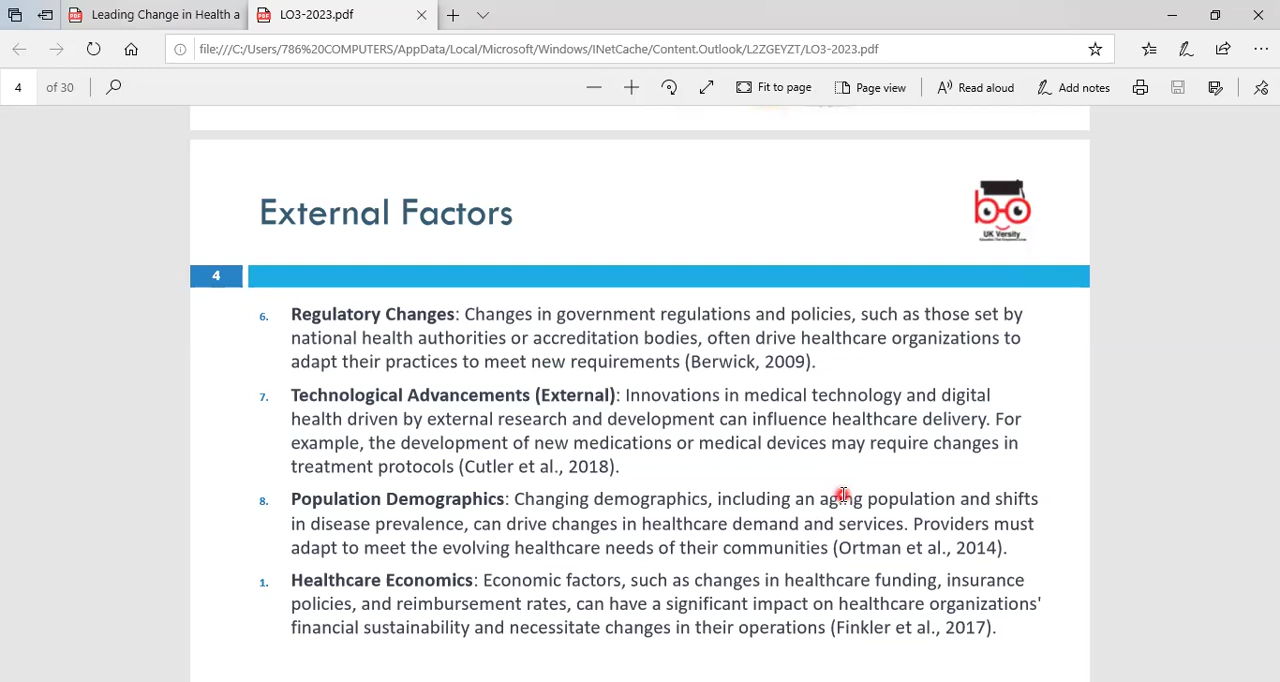 Leading Change in Health a
LO3-2023.pdf
file:///C:/Users/786%20COMPUTERS/AppData/Local/Microsoft/Windows/INetCache/Content.Outlook/L2ZGEYZT/LO3-2023.pdf
4 of 30
Fit to page
Page view
Read aloud
Add notes
External Factors
UK Versity
4
6. Regulatory Changes: Changes in government regulations and policies, such as those set by
national health authorities or accreditation bodies, often drive healthcare organizations to
adapt their practices to meet new requirements (Berwick, 2009).
7. Technological Advancements (External): Innovations in medical technology and digital
health driven by external research and development can influence healthcare delivery. For
example, the development of new medications or medical devices may require changes in
treatment protocols (Cutler et al., 2018).
8. Population Demographics: Changing demographics, including an aging population and shifts
in disease prevalence, can drive changes in healthcare demand and services. Providers must
adapt to meet the evolving healthcare needs of their communities (Ortman et al., 2014).
1. Healthcare Economics: Economic factors, such as changes in healthcare funding, insurance
policies, and reimbursement rates, can have a significant impact on healthcare organizations'
financial sustainability and necessitate changes in their operations (Finkler et al., 2017).